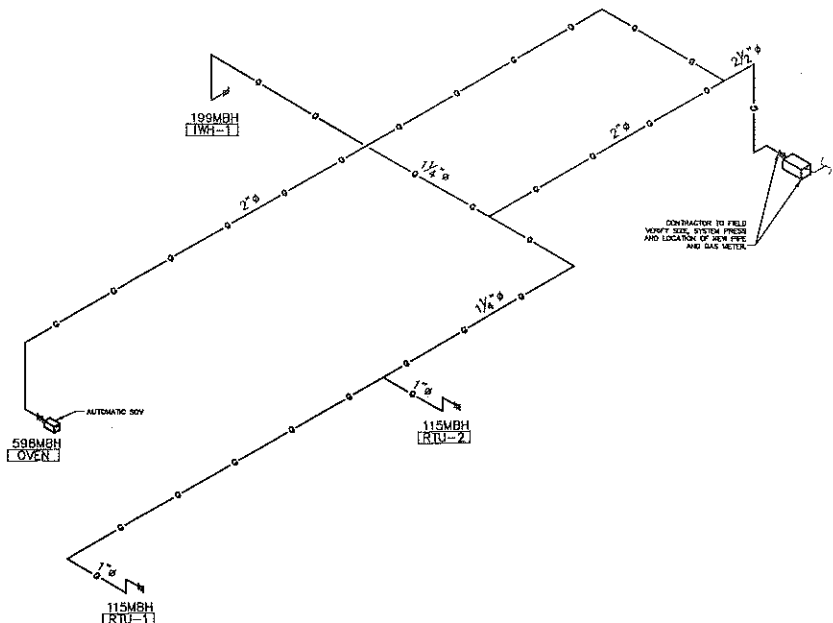 2½"ø
199MBH
IWH-1
2"ø
1¼"ø
2"ø
CONTRACTOR TO FIELD
VERIFY SIZE, SYSTEM PRESS
AND LOCATION OF NEW PIPE
AND GAS METER.
1¼"ø
1"ø
AUTOMATIC SOV
115MBH
RTU-2
598MBH
OVEN
1"ø
115MBH
RTU-1